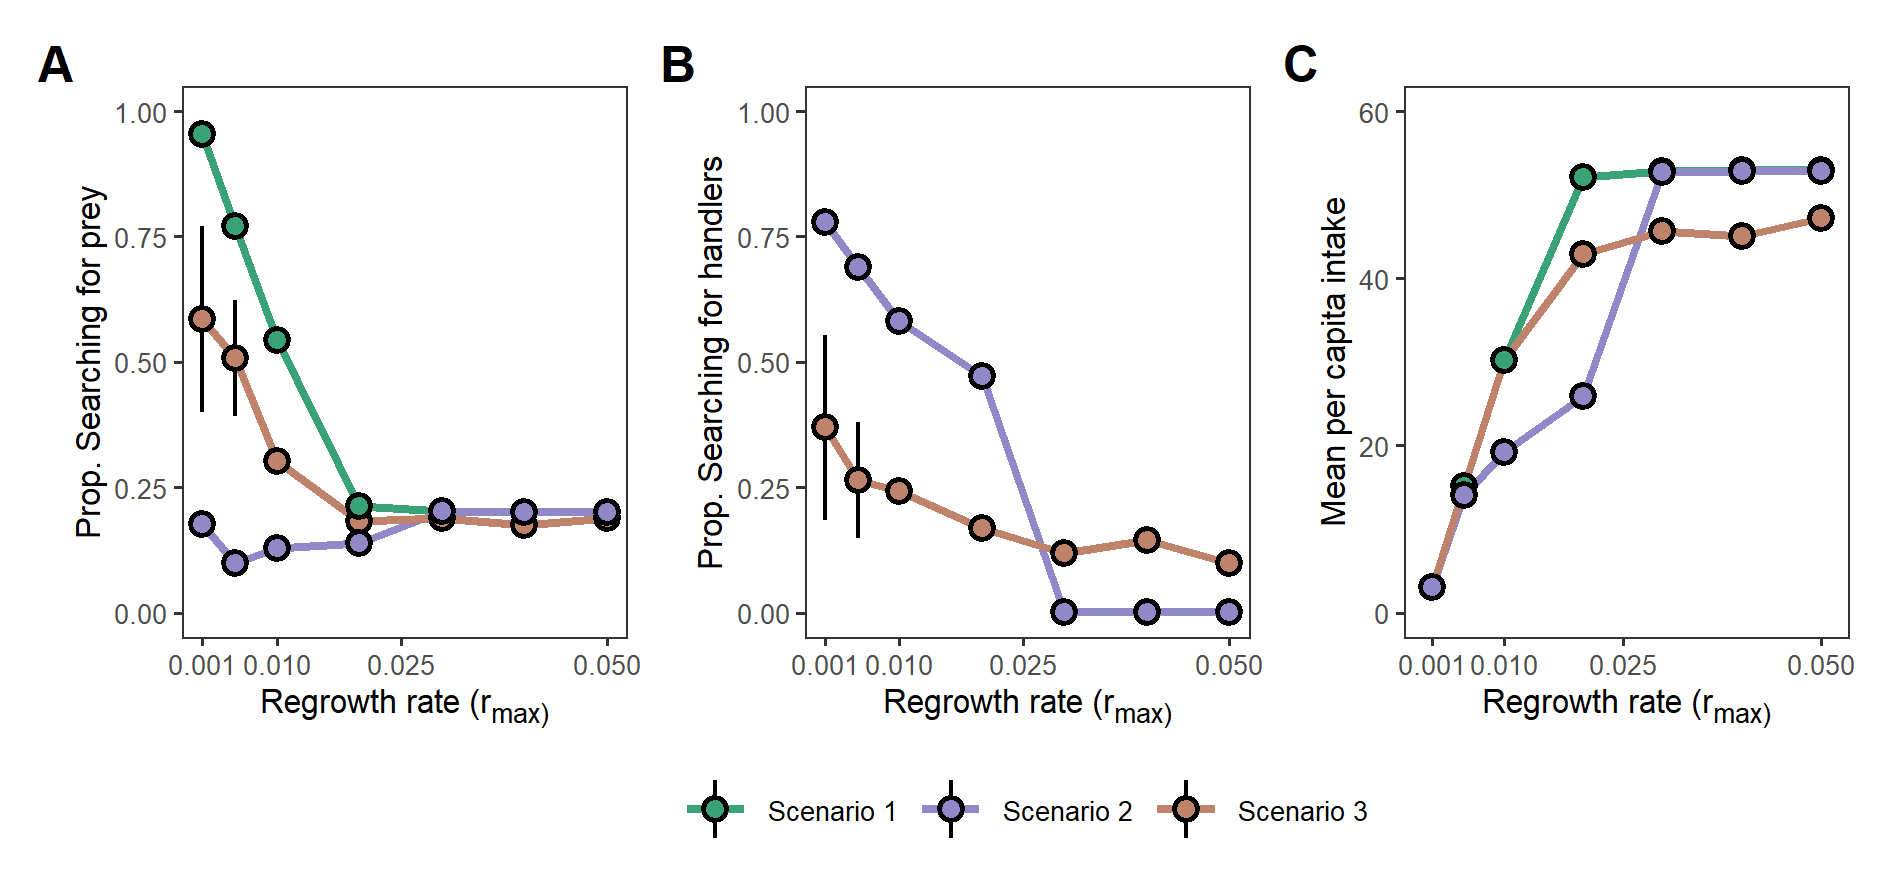 A
B
C
Prop. Searching for prey
1.00
0.75
0.50
0.25
0.00
0.001 0.010 0.025 0.050
Regrowth rate (rmax)
Prop. Searching for handlers
1.00
0.75
0.50
0.25
0.00
0.001 0.010 0.025 0.050
Regrowth rate (rmax)
Mean per capita intake
60
40
20
0
0.001 0.010 0.025 0.050
Regrowth rate (rmax)
Scenario 1 Scenario 2 Scenario 3